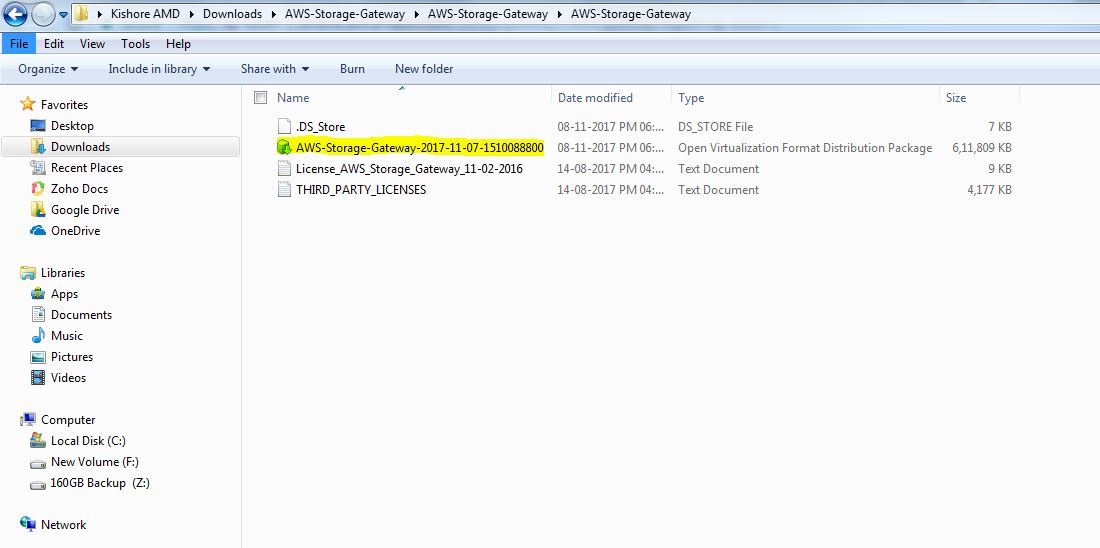 Kishore AMD Downloads AWS-Storage-Gateway AWS-Storage-Gateway AWS-Storage-Gateway
File Edit View Tools Help
Organize Include in library Share with Burn New folder
Favorites
Desktop
Downloads
Recent Places
Zoho Docs
Google Drive
OneDrive
Libraries
Apps
Documents
Music
Pictures
Videos
Computer
Local Disk (C:)
New Volume (F:)
160GB Backup (Z:)
Network
Name Date modified Type Size
.DS_Store 08-11-2017 PM 06:... DS_STORE File 7 KB
AWS-Storage-Gateway-2017-11-07-1510088800 08-11-2017 PM 06:... Open Virtualization Format Distribution Package 6,11,809 KB
License_AWS_Storage_Gateway_11-02-2016 14-08-2017 PM 04:... Text Document 9 KB
THIRD_PARTY_LICENSES 14-08-2017 PM 04:... Text Document 4,177 KB